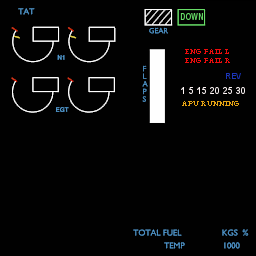 TAT
DOWN
GEAR
ENG FAIL L
ENG FAIL R
N1
REV
FLAPS
1 5 15 20 25 30
APU RUNNING
EGT
TOTAL FUEL KGS %
TEMP 1000